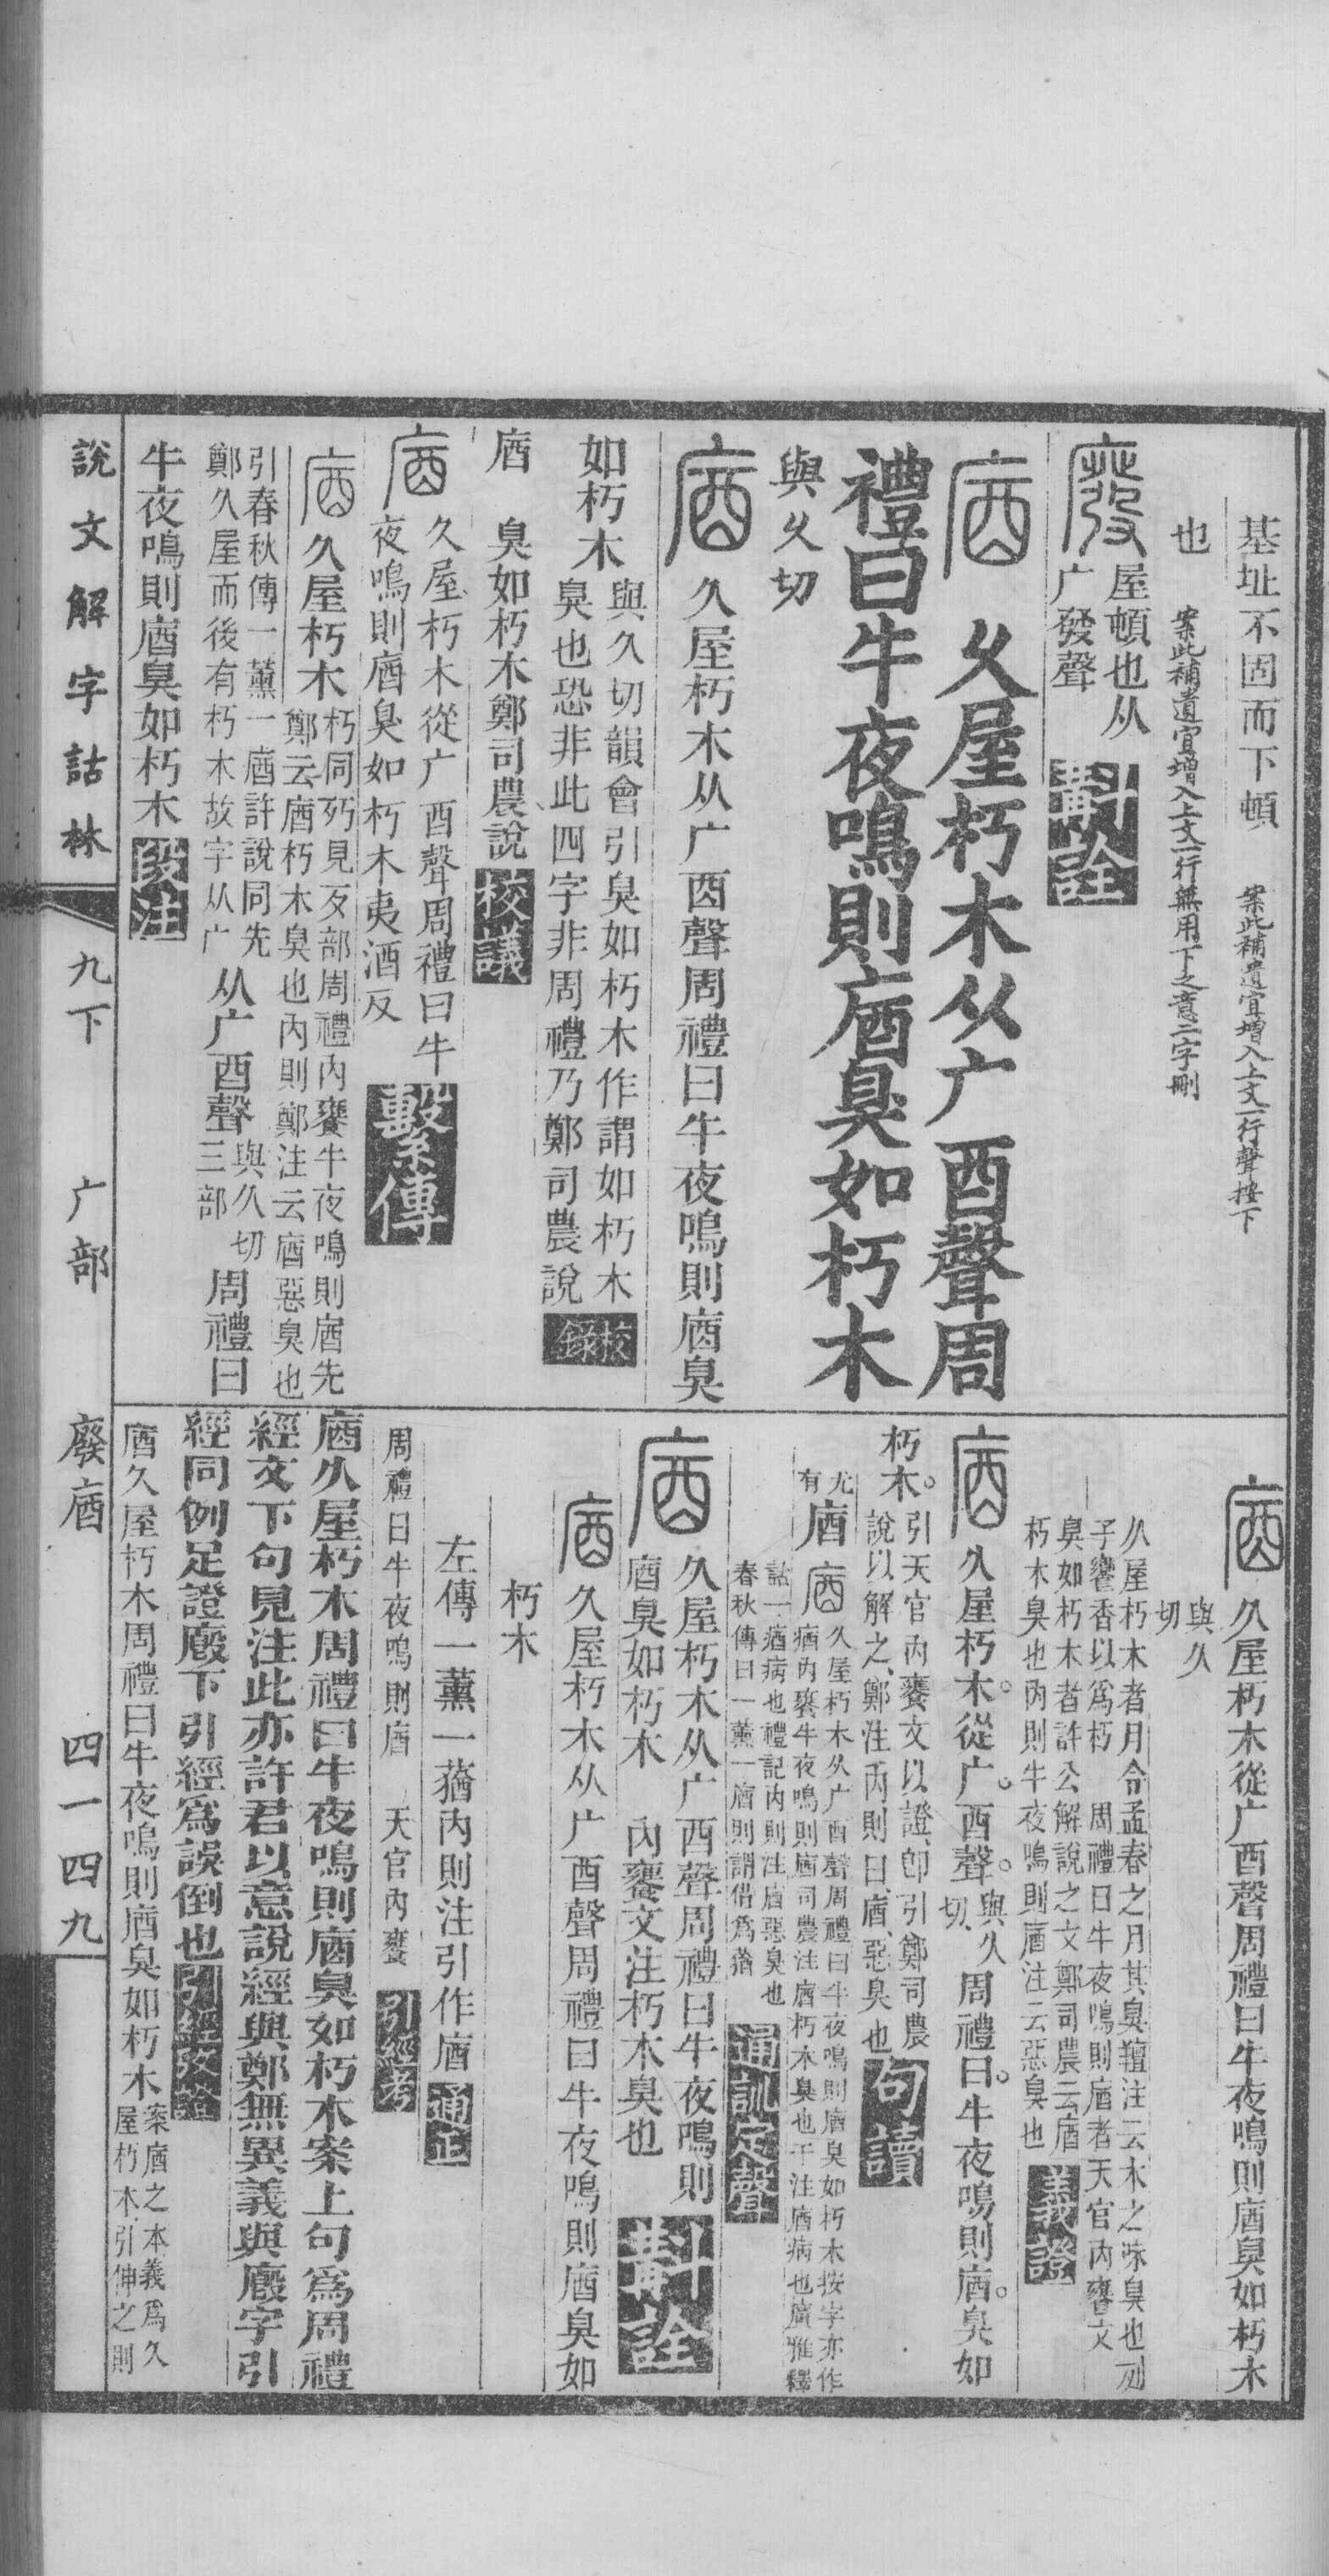 基址不固而下頓 案此補遺宜增入上文一行聲按下
也 案此補遺宜增入上文一行無用下之意二字刪
屋頓也从
广發聲 斠詮
久屋朽木从广酉聲周
禮曰牛夜鳴則庮臭如朽木
與久切
久屋朽木从广酉聲周禮曰牛夜鳴則庮臭
如朽木 與久切韻會引臭如朽木作謂如朽木
臭也恐非此四字非周禮乃鄭司農說 校錄
庮 臭如朽木鄭司農說 校議
久屋朽木從广酉聲周禮曰牛
夜鳴則庮臭如朽木夷酒反 繫傳
久屋朽木 朽同㱙見歹部周禮內饔牛夜鳴則庮先
鄭云庮朽木臭也內則鄭注云庮惡臭也
引春秋傳一薰一庮許說同先
鄭久屋而後有朽木故字从广 从广酉聲 與久切
三部 周禮曰
牛夜鳴則庮臭如朽木 段注
久屋朽木從广酉聲周禮曰牛夜鳴則庮臭如朽木
與久
切
久屋朽木者月令孟春之月其臭羶注云木之味臭也列
子饗香以爲朽 周禮曰牛夜鳴則庮者天官內饔文
臭如朽木者許公解說之文鄭司農云庮
朽木臭也內則牛夜鳴則庮注云惡臭也 義證
久屋朽木。從广。酉聲。與久
切、周禮曰。牛夜鳴則庮。臭如
朽木。引天官內饔文以證、卽引鄭司農
說以解之、鄭注內則曰、庮、惡臭也 句讀
尤
有 庮 久屋朽木从广酉聲周禮曰牛夜鳴則庮臭如朽木按字亦作
㾞內饔牛夜鳴則庮司農注庮朽木臭也干注庮病也廣雅釋
詁一㾞病也禮記內則注庮惡臭也
春秋傳曰一薰一庮則謂借爲蕕 通訓定聲
久屋朽木从广酉聲周禮曰牛夜鳴則
庮臭如朽木 內饔文注朽木臭也 斠詮
久屋朽木从广酉聲周禮曰牛夜鳴則庮臭如
朽木
左傳一薰一蕕內則注引作庮 通正
周禮曰牛夜鳴則庮 天官內饔 引經考
庮久屋朽木周禮曰牛夜鳴則庮臭如朽木案上句爲周禮
經文下句見注此亦許君以意說經與鄭無異義與廏字引
經同例足證廏下引經爲誤倒也 引經攷證
庮久屋朽木周禮曰牛夜鳴則庮臭如朽木 案庮之本義爲久
屋朽木、引伸之則
說文解字詁林 九下 广部 廢庮 四一四九